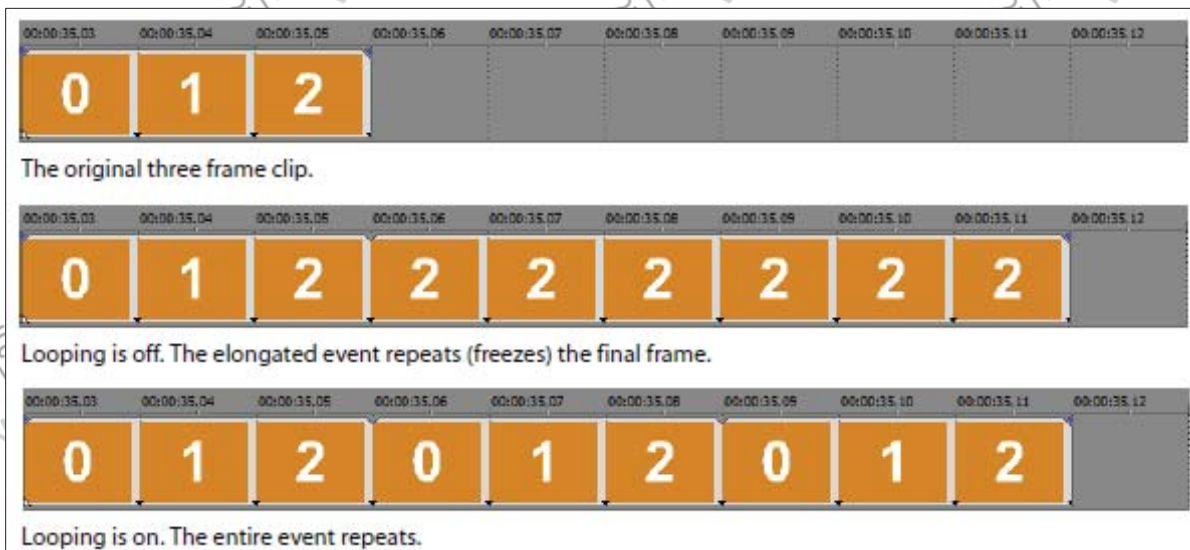 00:00:35.03 00:00:35.04 00:00:35.05 00:00:35.06 00:00:35.07 00:00:35.08 00:00:35.09 00:00:35.10 00:00:35.11 00:00:35.12
0 1 2
The original three frame clip.
00:00:35.03 00:00:35.04 00:00:35.05 00:00:35.06 00:00:35.07 00:00:35.08 00:00:35.09 00:00:35.10 00:00:35.11 00:00:35.12
0 1 2 2 2 2 2 2 2
Looping is off. The elongated event repeats (freezes) the final frame.
00:00:35.03 00:00:35.04 00:00:35.05 00:00:35.06 00:00:35.07 00:00:35.08 00:00:35.09 00:00:35.10 00:00:35.11 00:00:35.12
0 1 2 0 1 2 0 1 2
Looping is on. The entire event repeats.